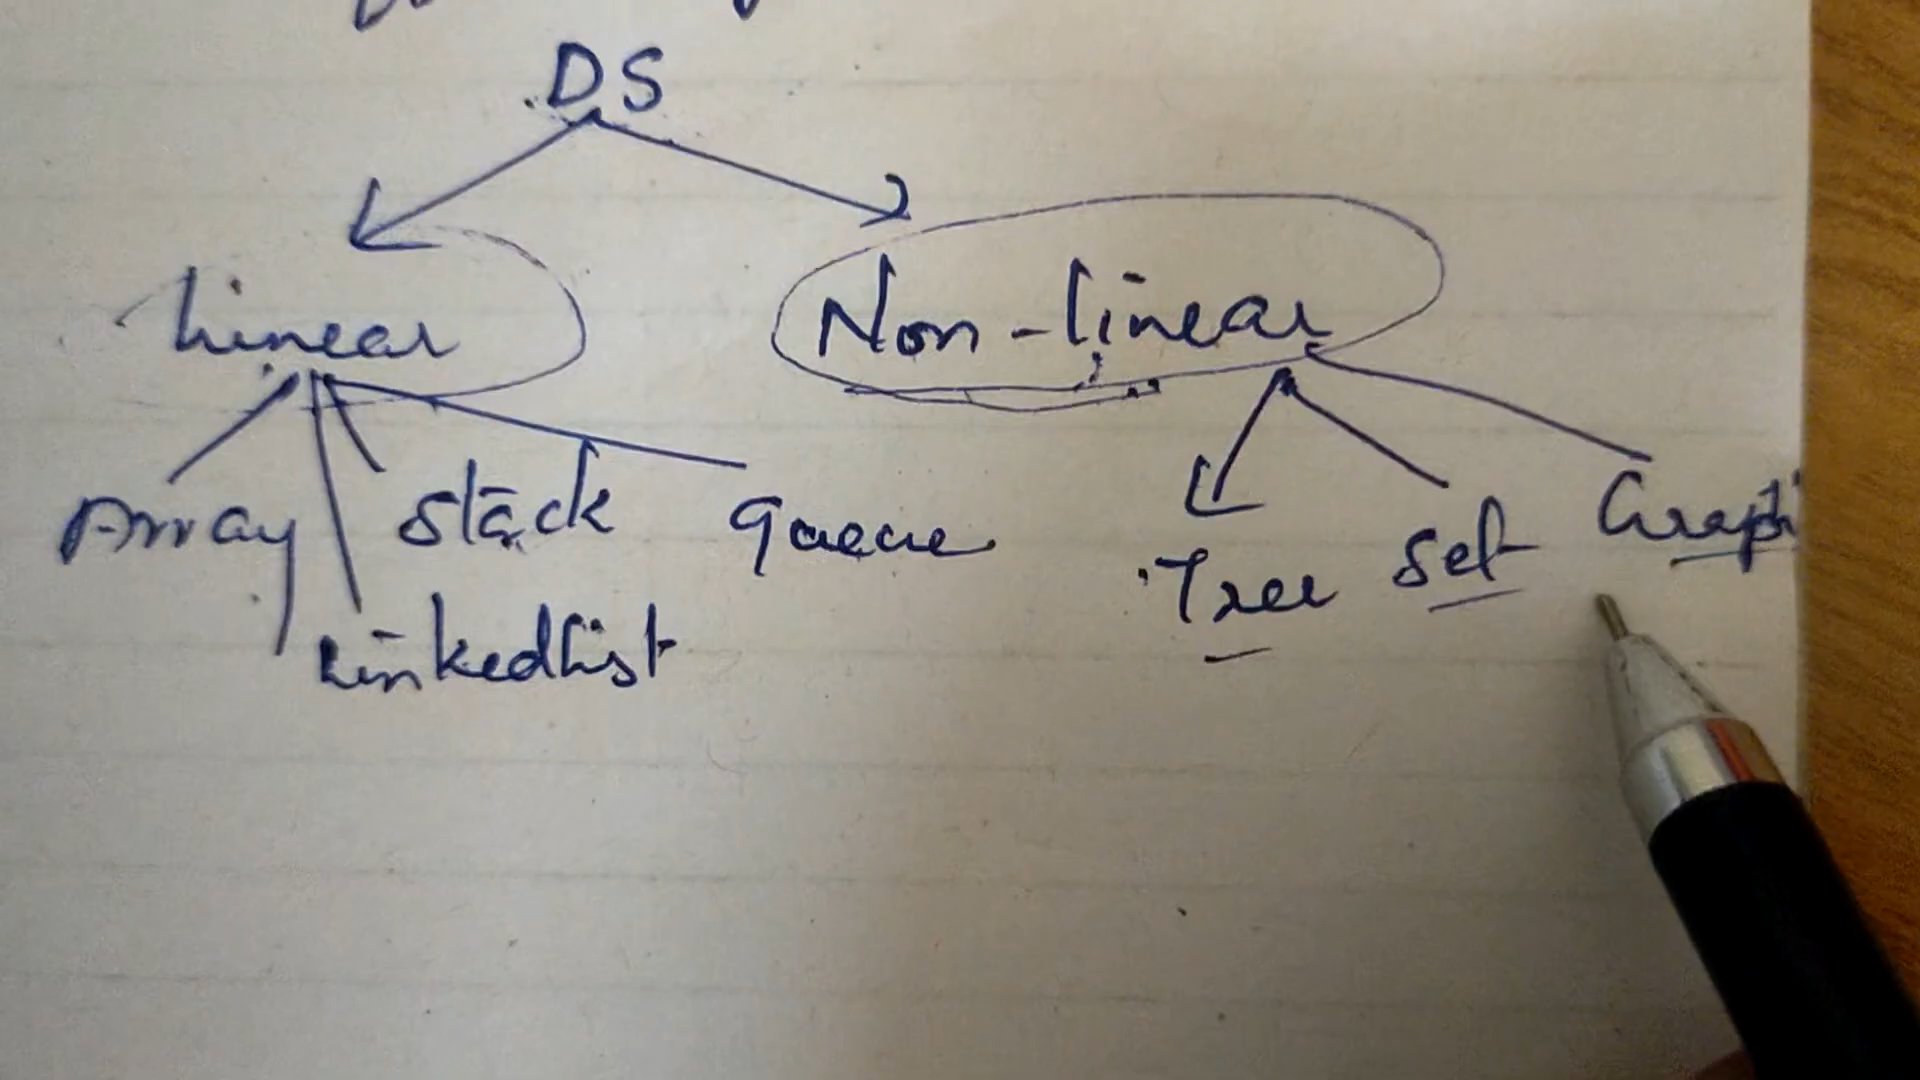 DS
Linear Non-linear
Array Stack Queue Tree Set Graph
LinkedList